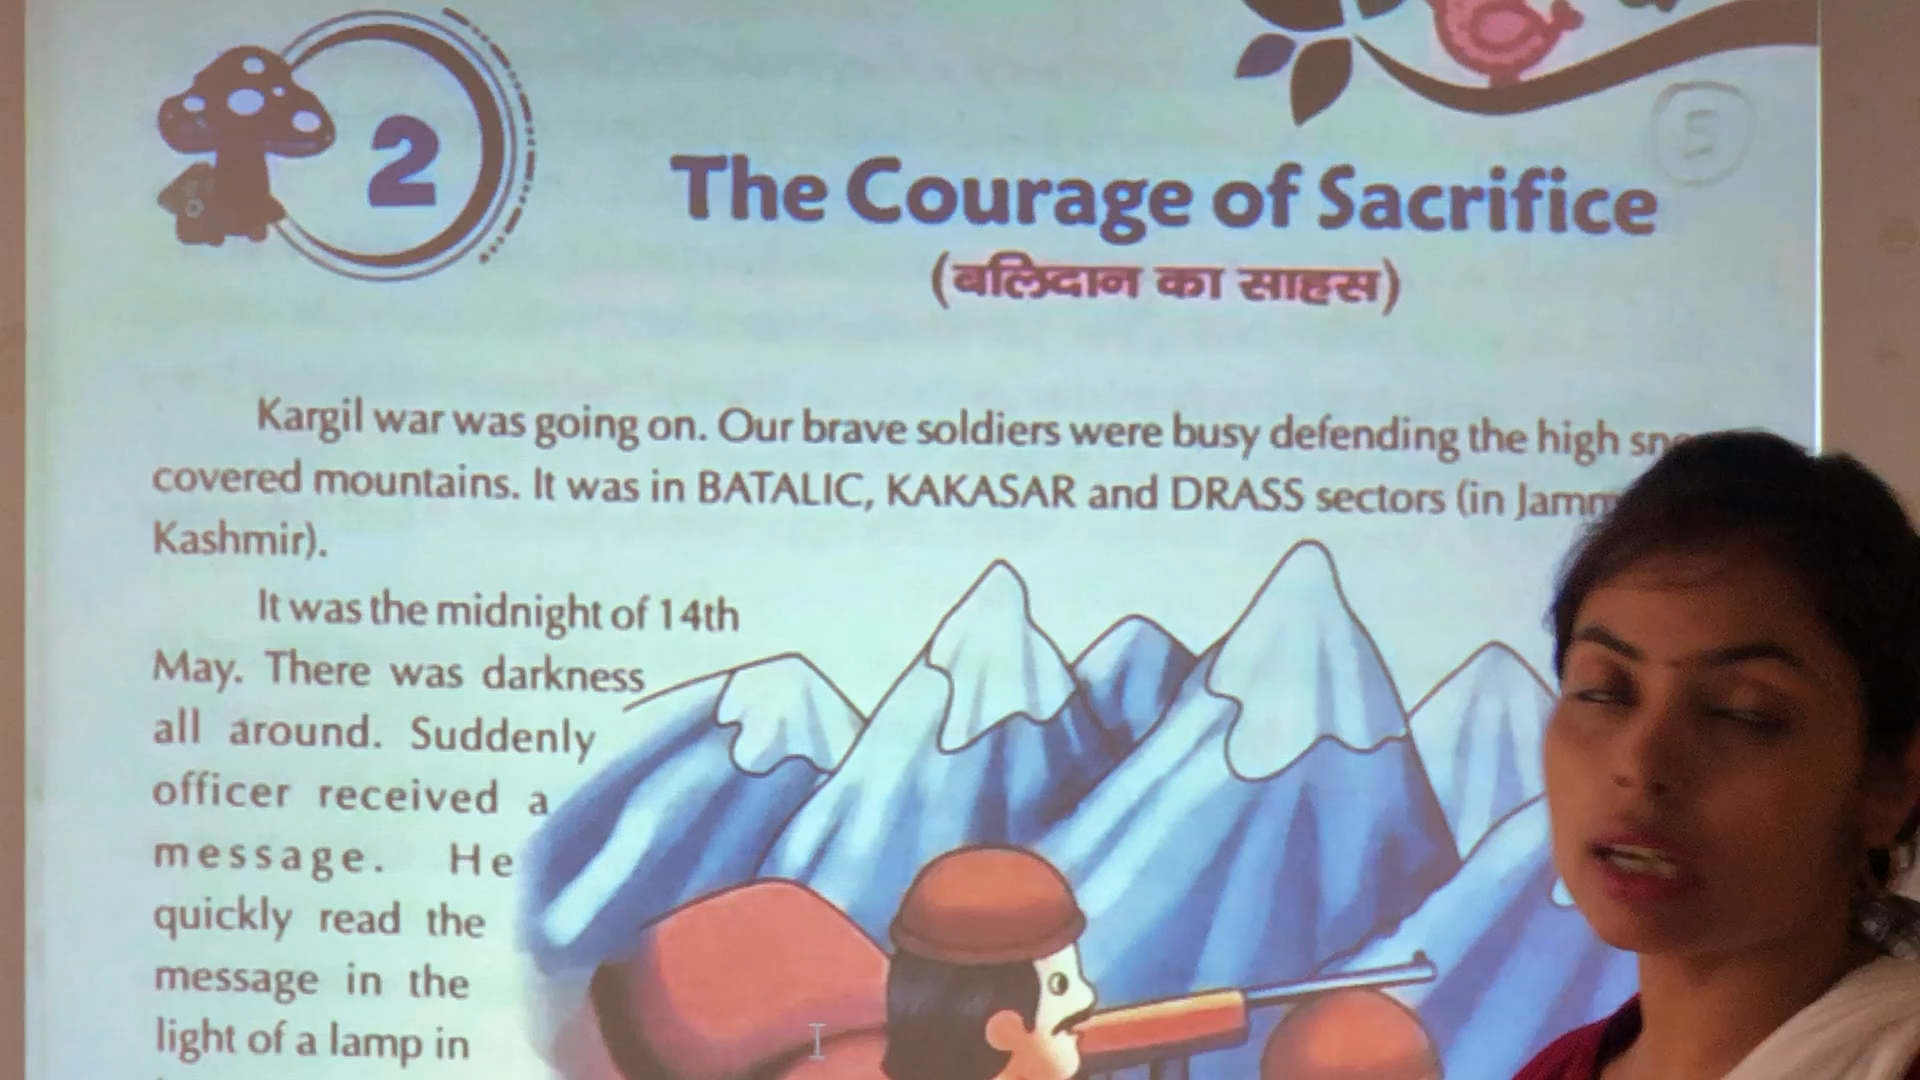 2
5
The Courage of Sacrifice
(बलिदान का साहस)
Kargil war was going on. Our brave soldiers were busy defending the high
covered mountains. It was in BATALIC, KAKASAR and DRASS sectors (in
Kashmir).
It was the midnight of 14th
May. There was darkness
all around. Suddenly
officer received a
message. He
quickly read the
message in the
light of a lamp in